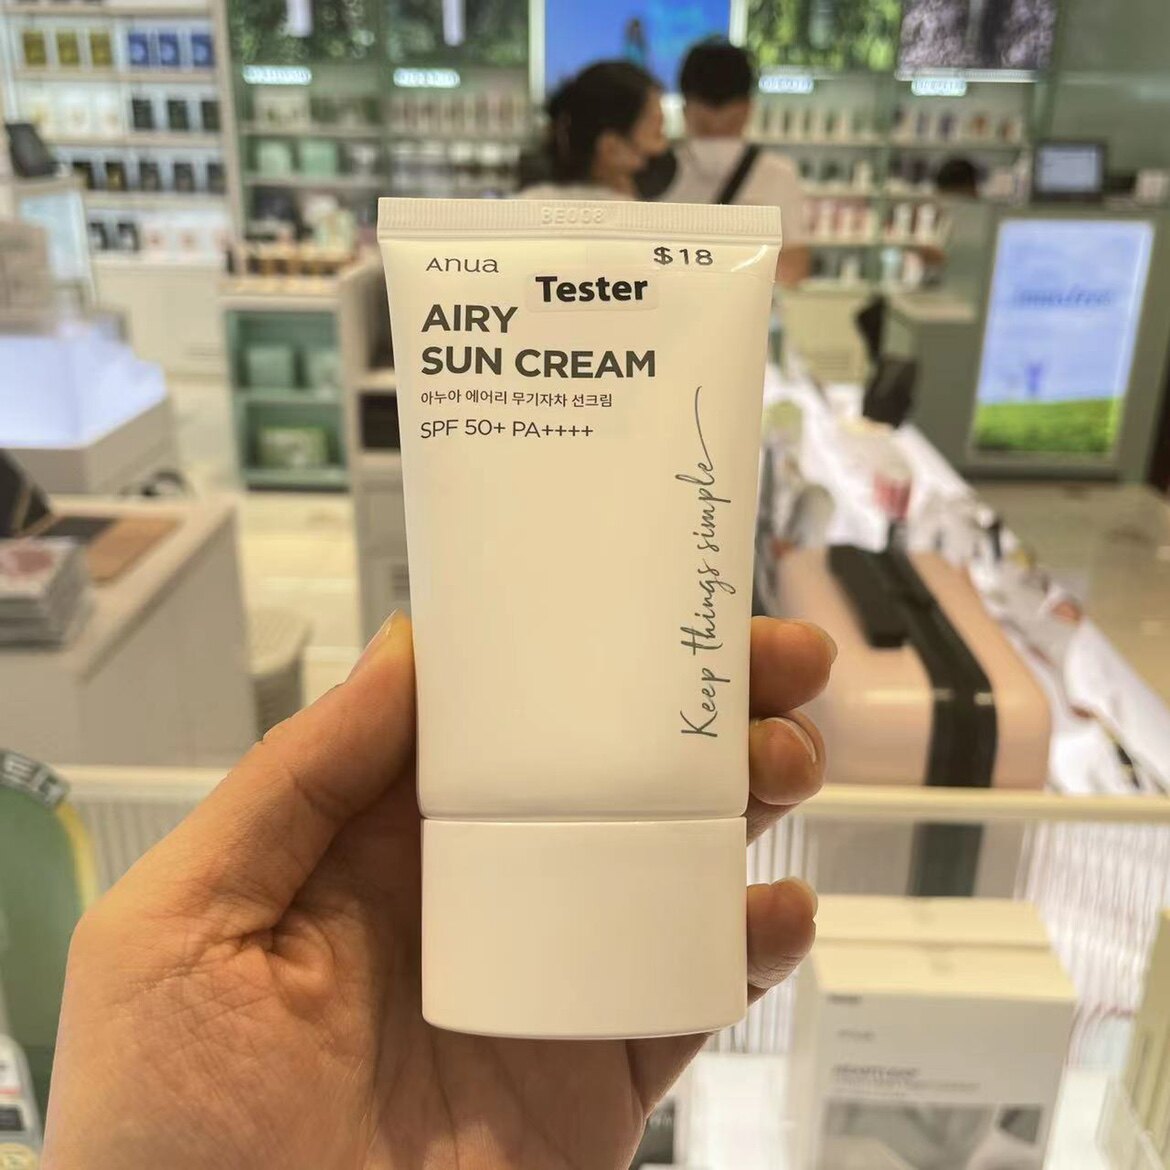 Anua
$18
Tester
AIRY
SUN CREAM
아누아 에어리 무기자차 선크림
SPF 50+ PA++++
Keep things simple